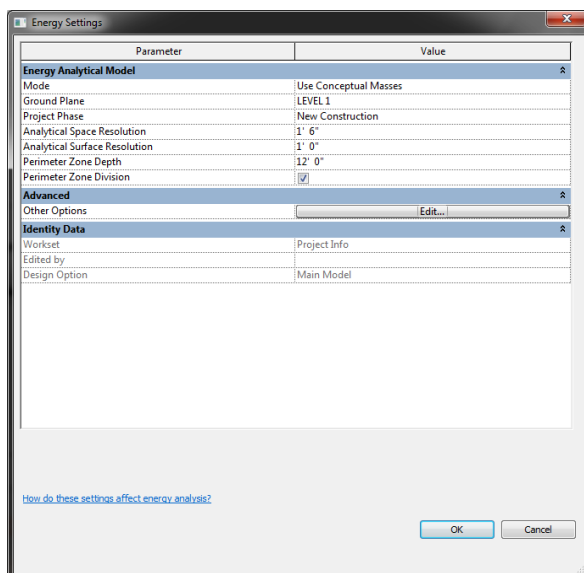 Energy Settings
Parameter Value
Energy Analytical Model
Mode Use Conceptual Masses
Ground Plane LEVEL 1
Project Phase New Construction
Analytical Space Resolution 1' 6"
Analytical Surface Resolution 1' 0"
Perimeter Zone Depth 12' 0"
Perimeter Zone Division
Advanced
Other Options Edit...
Identity Data
Workset Project Info
Edited by
Design Option Main Model
How do these settings affect energy analysis?
OK Cancel